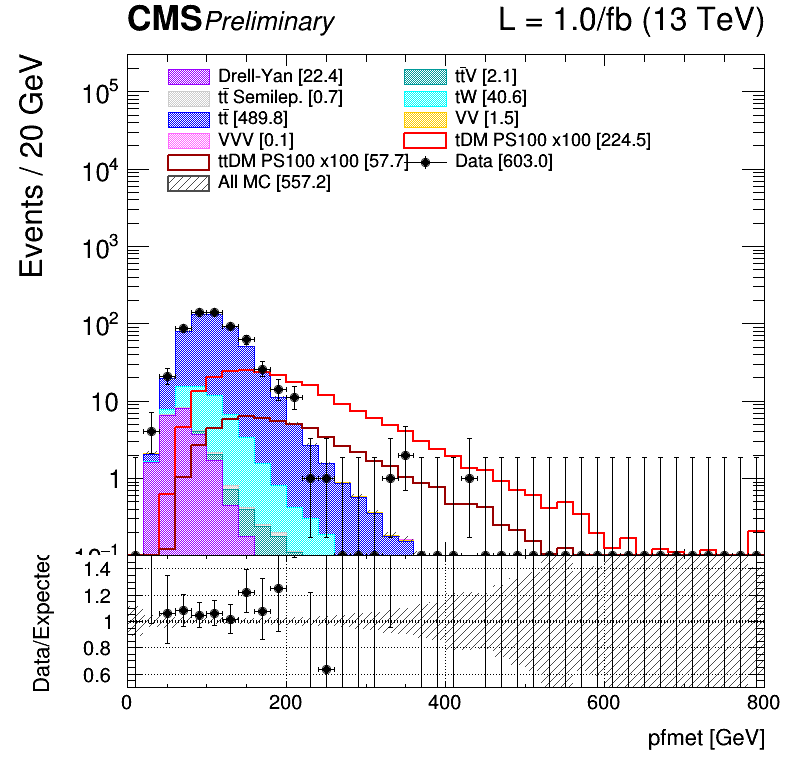 CMS Preliminary L = 1.0/fb (13 TeV)
Drell-Yan [22.4] tt̄V [2.1]
tt̄ Semilep. [0.7] tW [40.6]
tt̄ [489.8] VV [1.5]
VVV [0.1] tDM PS100 x100 [224.5]
ttDM PS100 x100 [57.7] Data [603.0]
All MC [557.2]
Events / 20 GeV
10⁵
10⁴
10³
10²
10
1
10⁻¹
Data/Expected
1.4
1.2
1
0.8
0.6
0 200 400 600 800
pfmet [GeV]